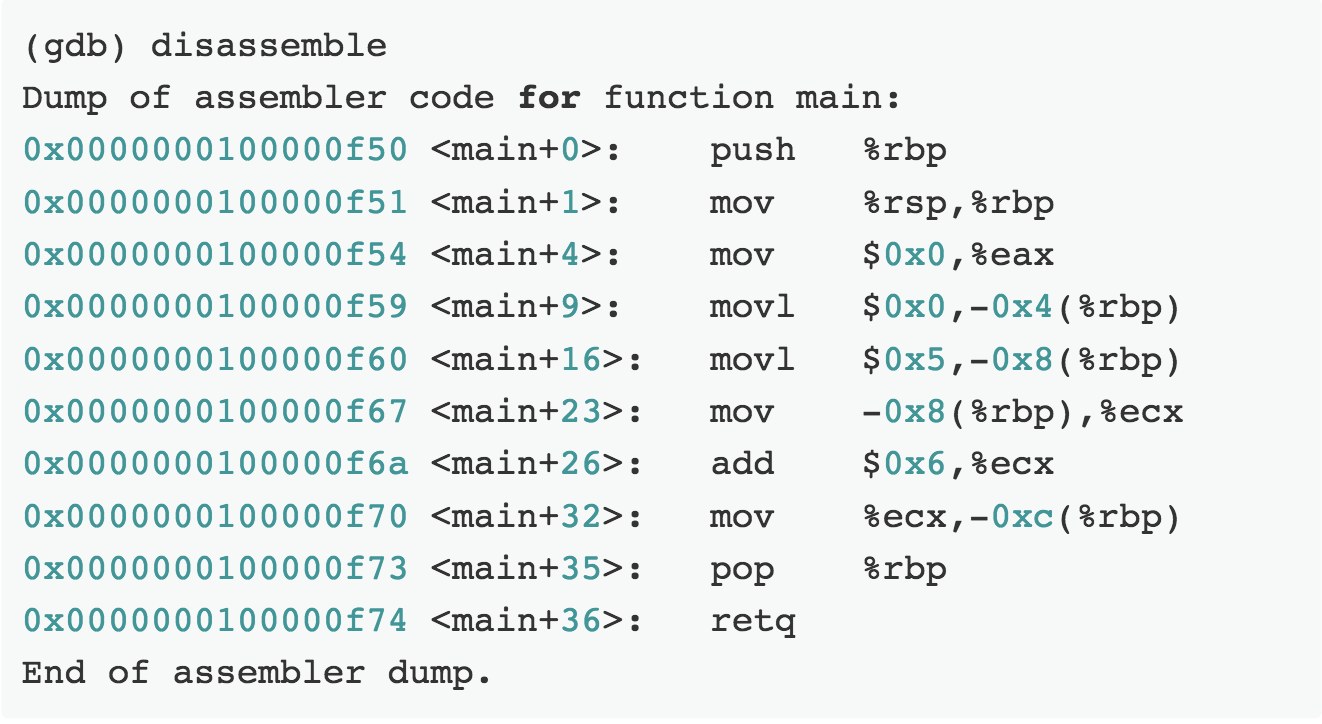 (gdb) disassemble
Dump of assembler code for function main:
0x0000000100000f50 <main+0>:    push   %rbp
0x0000000100000f51 <main+1>:    mov    %rsp,%rbp
0x0000000100000f54 <main+4>:    mov    $0x0,%eax
0x0000000100000f59 <main+9>:    movl   $0x0,-0x4(%rbp)
0x0000000100000f60 <main+16>:   movl   $0x5,-0x8(%rbp)
0x0000000100000f67 <main+23>:   mov    -0x8(%rbp),%ecx
0x0000000100000f6a <main+26>:   add    $0x6,%ecx
0x0000000100000f70 <main+32>:   mov    %ecx,-0xc(%rbp)
0x0000000100000f73 <main+35>:   pop    %rbp
0x0000000100000f74 <main+36>:   retq
End of assembler dump.